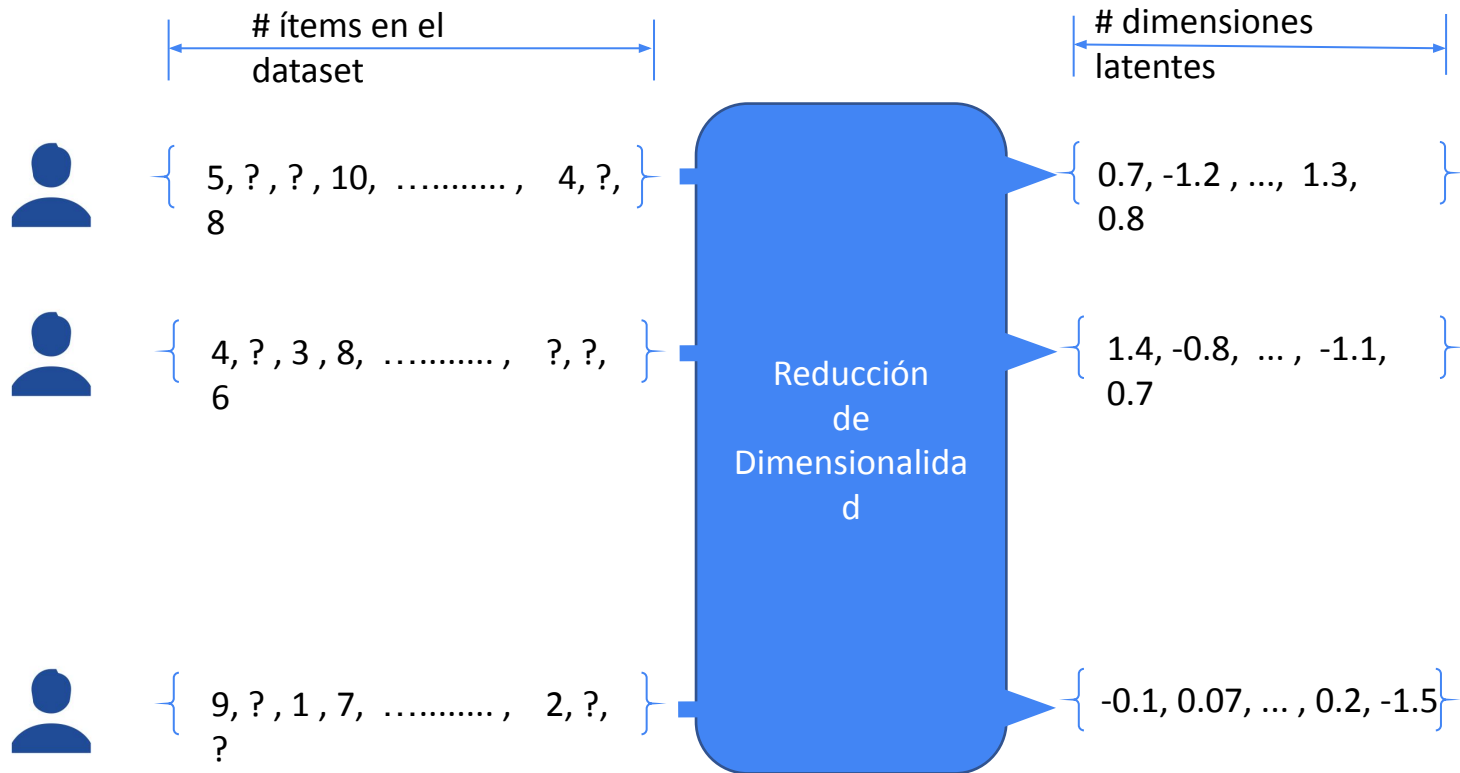 # ítems en el
dataset
# dimensiones
latentes
5, ? , ? , 10, …........ , 4, ?,
8
0.7, -1.2 , ..., 1.3,
0.8
4, ? , 3 , 8, …........ , ?, ?,
6
1.4, -0.8, ... , -1.1,
0.7
Reducción
de
Dimensionalida
d
9, ? , 1 , 7, …........ , 2, ?,
?
-0.1, 0.07, ... , 0.2, -1.5